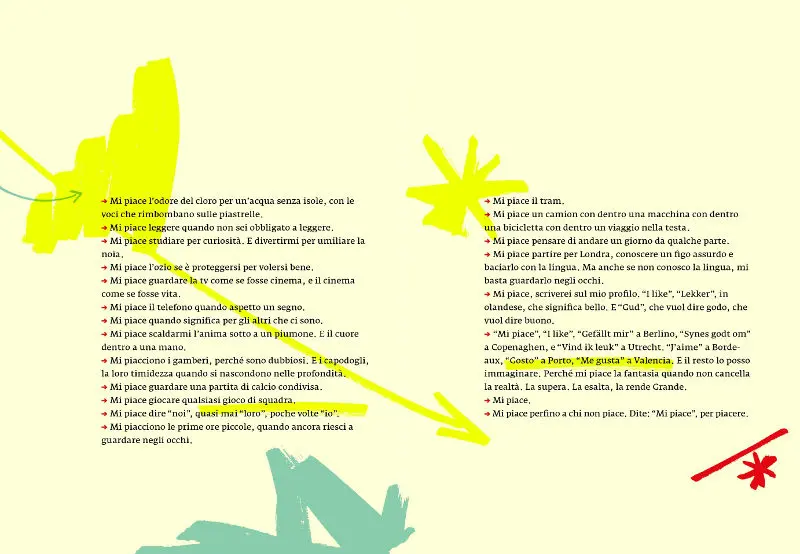 ➔ Mi piace l'odore del cloro per un'acqua senza isole, con le
voci che rimbombano sulle piastrelle.
➔ Mi piace leggere quando non sei obbligato a leggere.
➔ Mi piace studiare per curiosità. E divertirmi per umiliare la
noia.
➔ Mi piace l'ozio se è proteggersi per volersi bene.
➔ Mi piace guardare la tv come se fosse cinema, e il cinema
come se fosse vita.
➔ Mi piace il telefono quando aspetto un segno.
➔ Mi piace quando significa per gli altri che ci sono.
➔ Mi piace scaldarmi l'anima sotto a un piumone. E il cuore
dentro a una mano.
➔ Mi piacciono i gamberi, perché sono dubbiosi. E i capodogli,
la loro timidezza quando si nascondono nelle profondità.
➔ Mi piace guardare una partita di calcio condivisa.
➔ Mi piace giocare qualsiasi gioco di squadra.
➔ Mi piace dire “noi”, quasi mai “loro”, poche volte “io”.
➔ Mi piacciono le prime ore piccole, quando ancora riesci a
guardare negli occhi.
➔ Mi piace il tram.
➔ Mi piace un camion con dentro una macchina con dentro
una bicicletta con dentro un viaggio nella testa.
➔ Mi piace pensare di andare un giorno da qualche parte.
➔ Mi piace partire per Londra, conoscere un figo assurdo e
baciarlo con la lingua. Ma anche se non conosco la lingua, mi
basta guardarlo negli occhi.
➔ Mi piace, scriverei sul mio profilo. “I like”, “Lekker”, in
olandese, che significa bello. E “Gud”, che vuol dire godo, che
vuol dire buono.
➔ “Mi piace”, “I like”, “Gefällt mir” a Berlino, “Synes godt om”
a Copenaghen, e “Vind ik leuk” a Utrecht. “J'aime” a Borde-
aux, “Gosto” a Porto, “Me gusta” a Valencia. E il resto lo posso
immaginare. Perché mi piace la fantasia quando non cancella
la realtà. La supera. La esalta, la rende Grande.
➔ Mi piace.
➔ Mi piace perfino a chi non piace. Dite: “Mi piace”, per piacere.